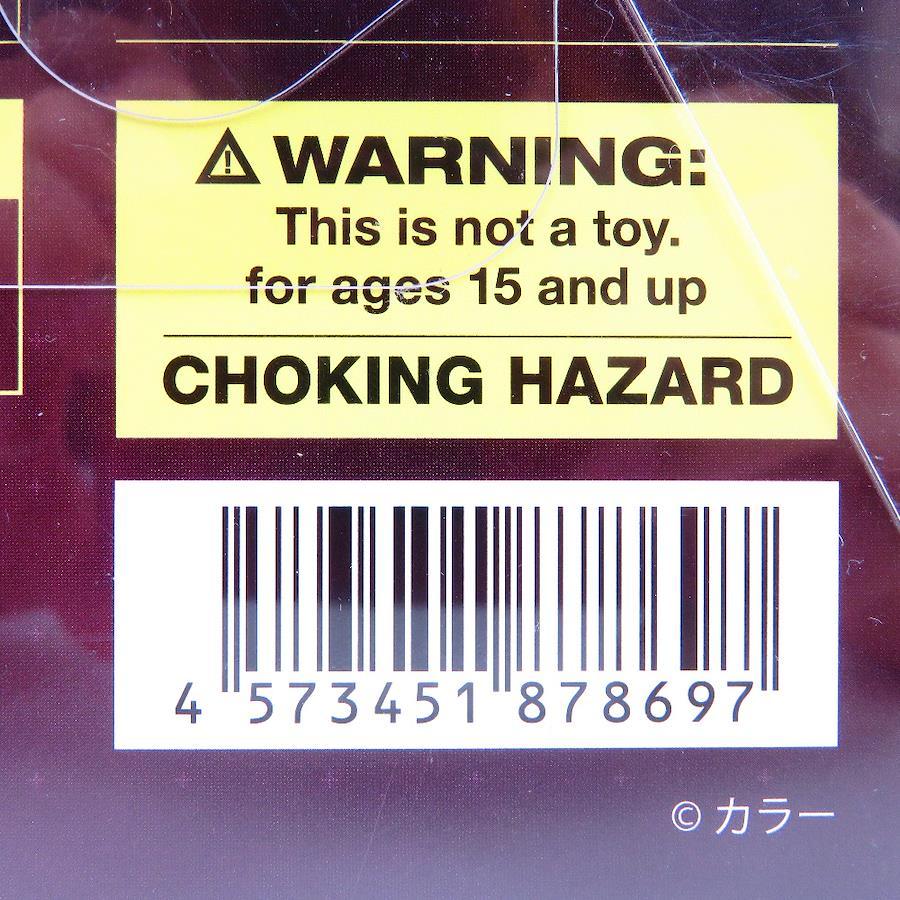 WARNING:
This is not a toy.
for ages 15 and up
CHOKING HAZARD
4 573451 878697
© カラー